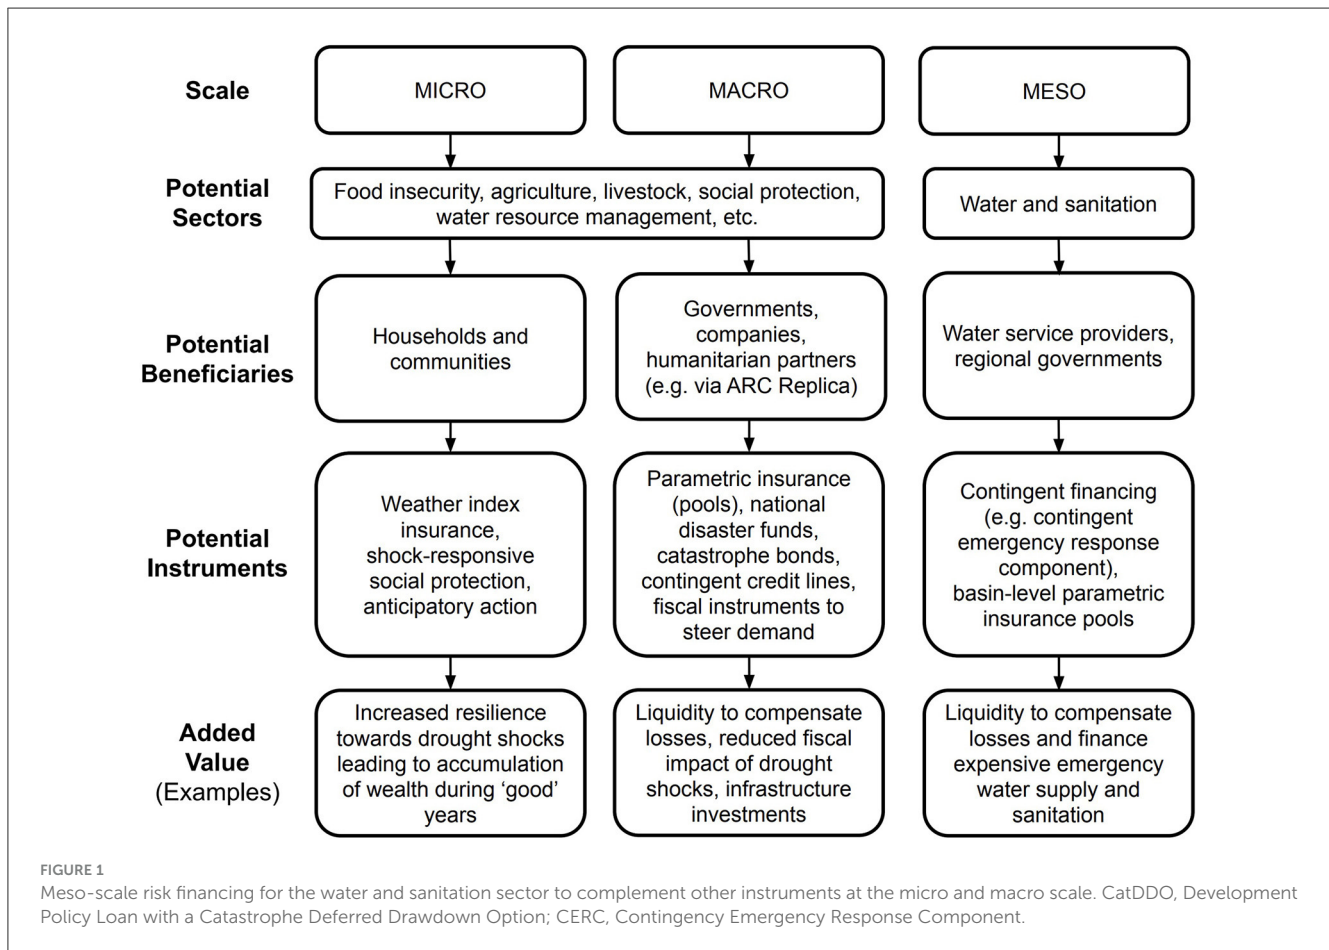 Scale
MICRO
MACRO
MESO
Potential
Sectors
Food insecurity, agriculture, livestock, social protection,
water resource management, etc.
Water and sanitation
Potential
Beneficiaries
Households and
communities
Governments,
companies,
humanitarian partners
(e.g. via ARC Replica)
Water service providers,
regional governments
Potential
Instruments
Weather index
insurance,
shock-responsive
social protection,
anticipatory action
Parametric insurance
(pools), national
disaster funds,
catastrophe bonds,
contingent credit lines,
fiscal instruments to
steer demand
Contingent financing
(e.g. contingent
emergency response
component),
basin-level parametric
insurance pools
Added
Value
(Examples)
Increased resilience
towards drought shocks
leading to accumulation
of wealth during ‘good’
years
Liquidity to compensate
losses, reduced fiscal
impact of drought
shocks, infrastructure
investments
Liquidity to compensate
losses and finance
expensive emergency
water supply and
sanitation
FIGURE 1
Meso-scale risk financing for the water and sanitation sector to complement other instruments at the micro and macro scale. CatDDO, Development
Policy Loan with a Catastrophe Deferred Drawdown Option; CERC, Contingency Emergency Response Component.